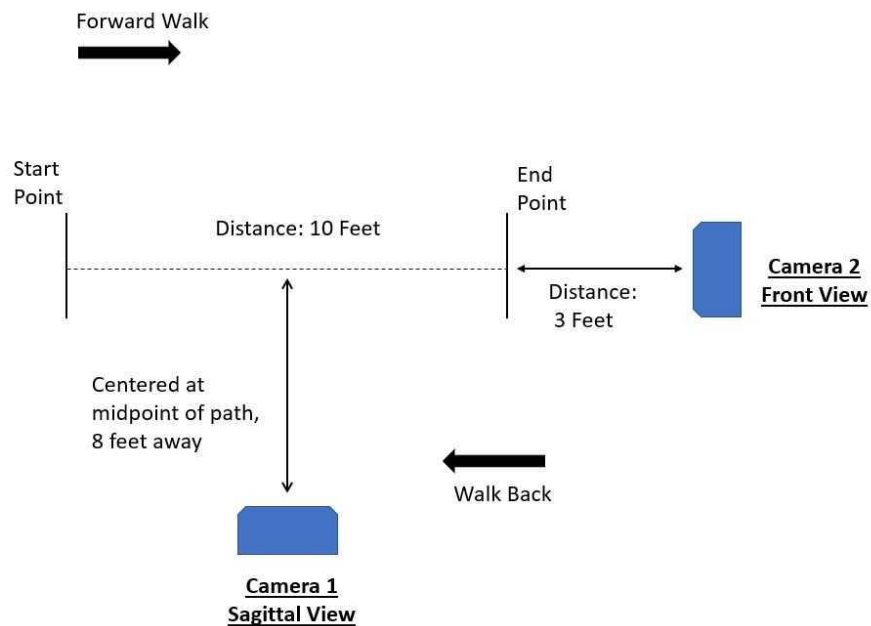 Forward Walk
Start
Point
End
Point
Distance: 10 Feet
Distance:
3 Feet
Camera 2
Front View
Centered at
midpoint of path,
8 feet away
Walk Back
Camera 1
Sagittal View